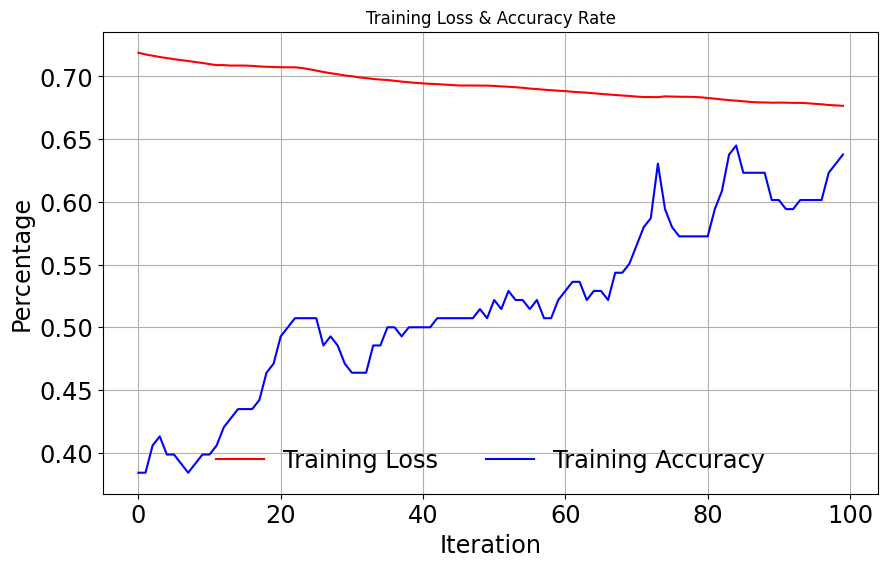 Training Loss & Accuracy Rate
Percentage
0.70
0.65
0.60
0.55
0.50
0.45
0.40
Training Loss
Training Accuracy
0 20 40 60 80 100
Iteration